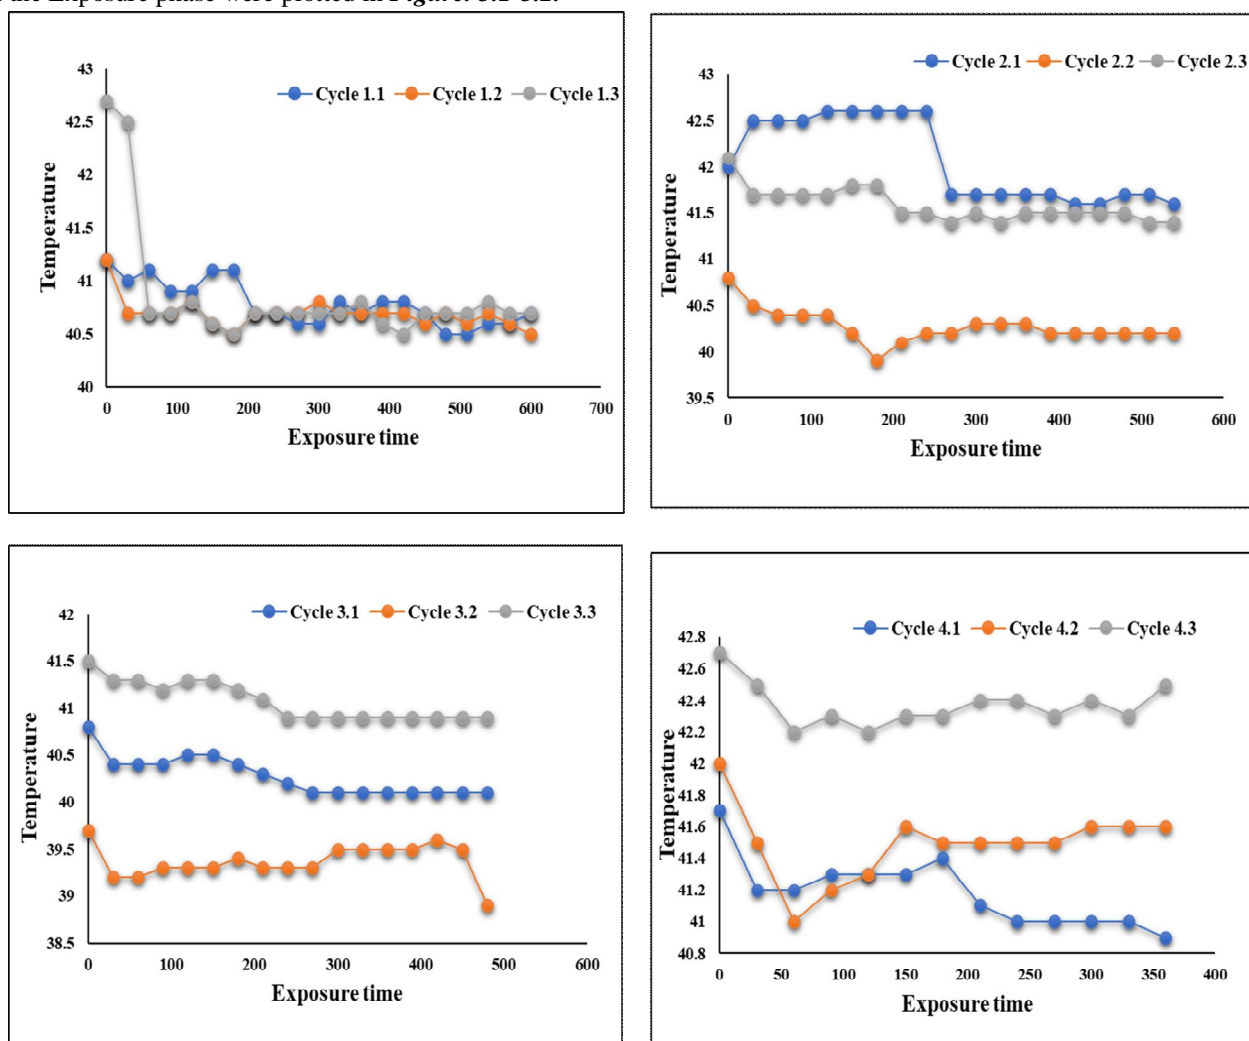 the Exposure phase were plotted in Figure. 3.1-3.2.
Cycle 1.1 Cycle 1.2 Cycle 1.3
43
42.5
42
41.5
41
40.5
40
Temperature
0 100 200 300 400 500 600 700
Exposure time
Cycle 2.1 Cycle 2.2 Cycle 2.3
43
42.5
42
41.5
41
40.5
40
39.5
Tenperature
0 100 200 300 400 500 600
Exposure time
Cycle 3.1 Cycle 3.2 Cycle 3.3
42
41.5
41
40.5
40
39.5
39
38.5
Temperature
0 100 200 300 400 500 600
Exposure time
Cycle 4.1 Cycle 4.2 Cycle 4.3
42.8
42.6
42.4
42.2
42
41.8
41.6
41.4
41.2
41
40.8
Temperature
0 50 100 150 200 250 300 350 400
Exposure time